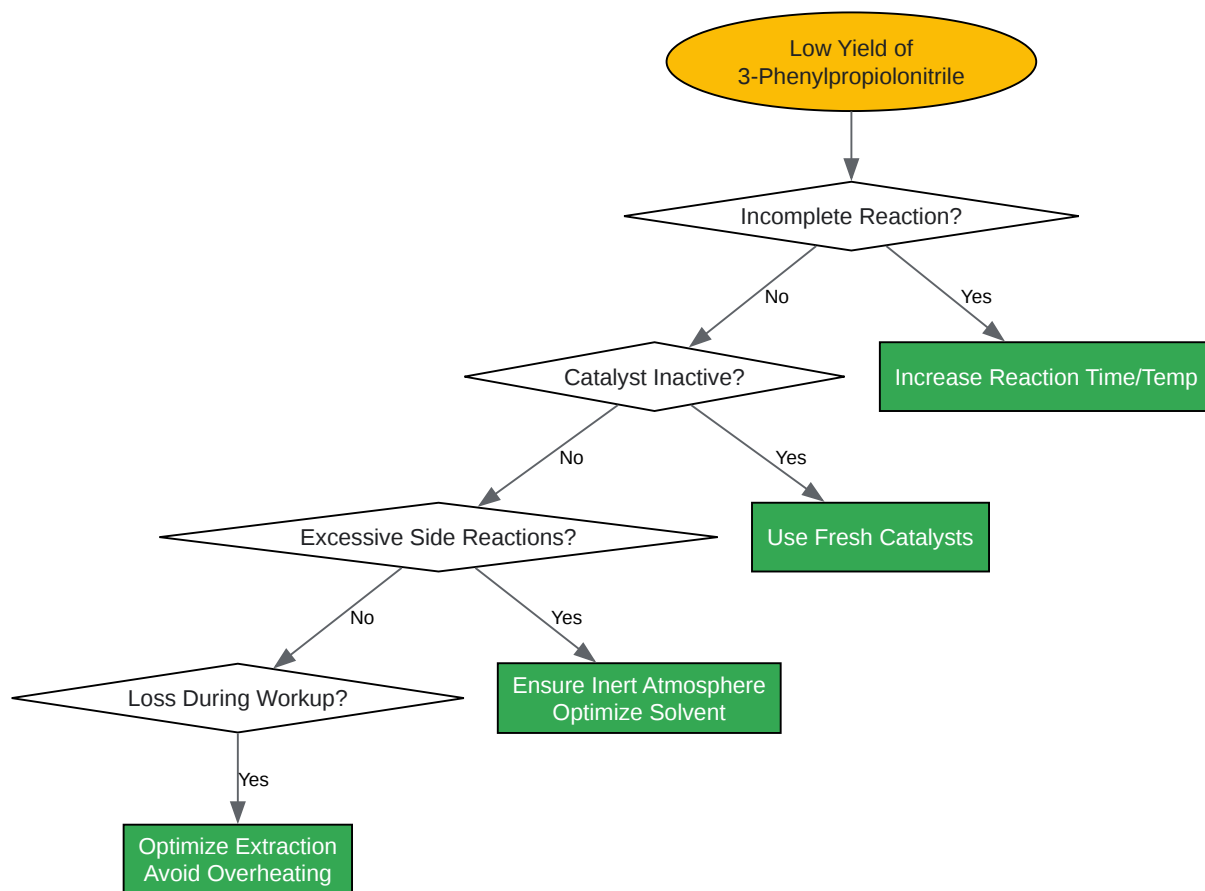 Low Yield of
3-Phenylpropiolonitrile
Incomplete Reaction?
No
Yes
Catalyst Inactive?
Increase Reaction Time/Temp
No
Yes
Excessive Side Reactions?
Use Fresh Catalysts
No
Yes
Loss During Workup?
Ensure Inert Atmosphere
Optimize Solvent
Yes
Optimize Extraction
Avoid Overheating